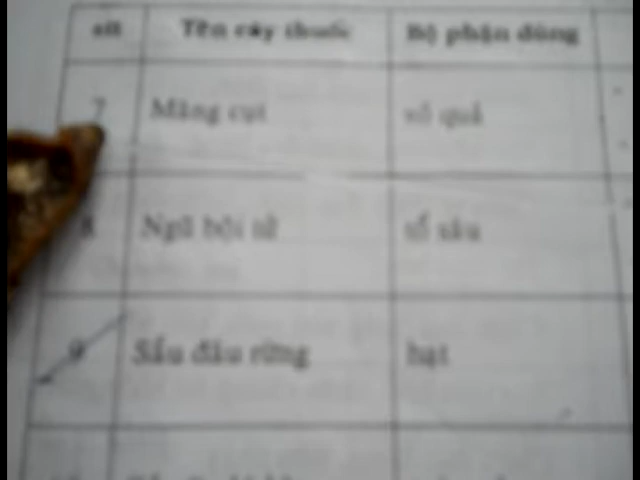 stt Tên cây thuốc Bộ phận dùng
7 Măng cụt vỏ quả
8 Ngũ bội tử tổ sâu
9 Sầu đâu rừng hạt